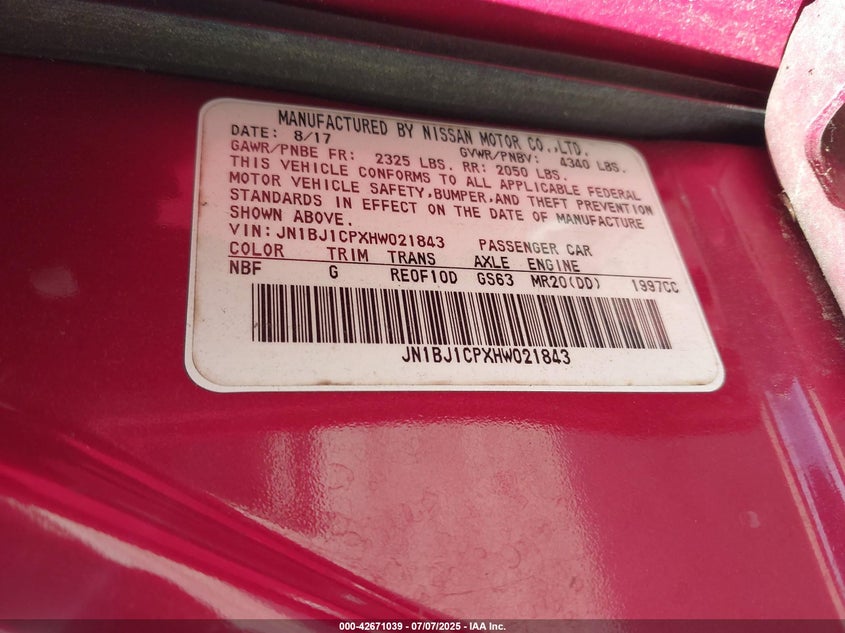 MANUFACTURED BY NISSAN MOTOR CO.,LTD.
DATE: 8/17 GVWR/PNBV: 4340 LBS.
GAWR/PNBE FR: 2325 LBS. RR: 2050 LBS.
THIS VEHICLE CONFORMS TO ALL APPLICABLE FEDERAL
MOTOR VEHICLE SAFETY,BUMPER,AND THEFT PREVENTION
STANDARDS IN EFFECT ON THE DATE OF MANUFACTURE
SHOWN ABOVE.
VIN:JN1BJ1CPXHW021843 PASSENGER CAR
COLOR TRIM TRANS AXLE ENGINE
NBF G RE0F10D GS63 MR20(DD) 1997CC
JN1BJ1CPXHW021843
000-42671039 - 07/07/2025 - IAA Inc.